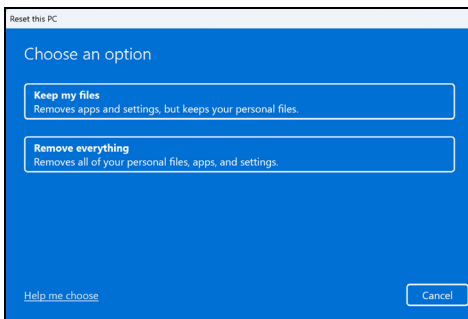 Reset this PC
Choose an option
Keep my files
Removes apps and settings, but keeps your personal files.
Remove everything
Removes all of your personal files, apps, and settings.
Help me choose
Cancel